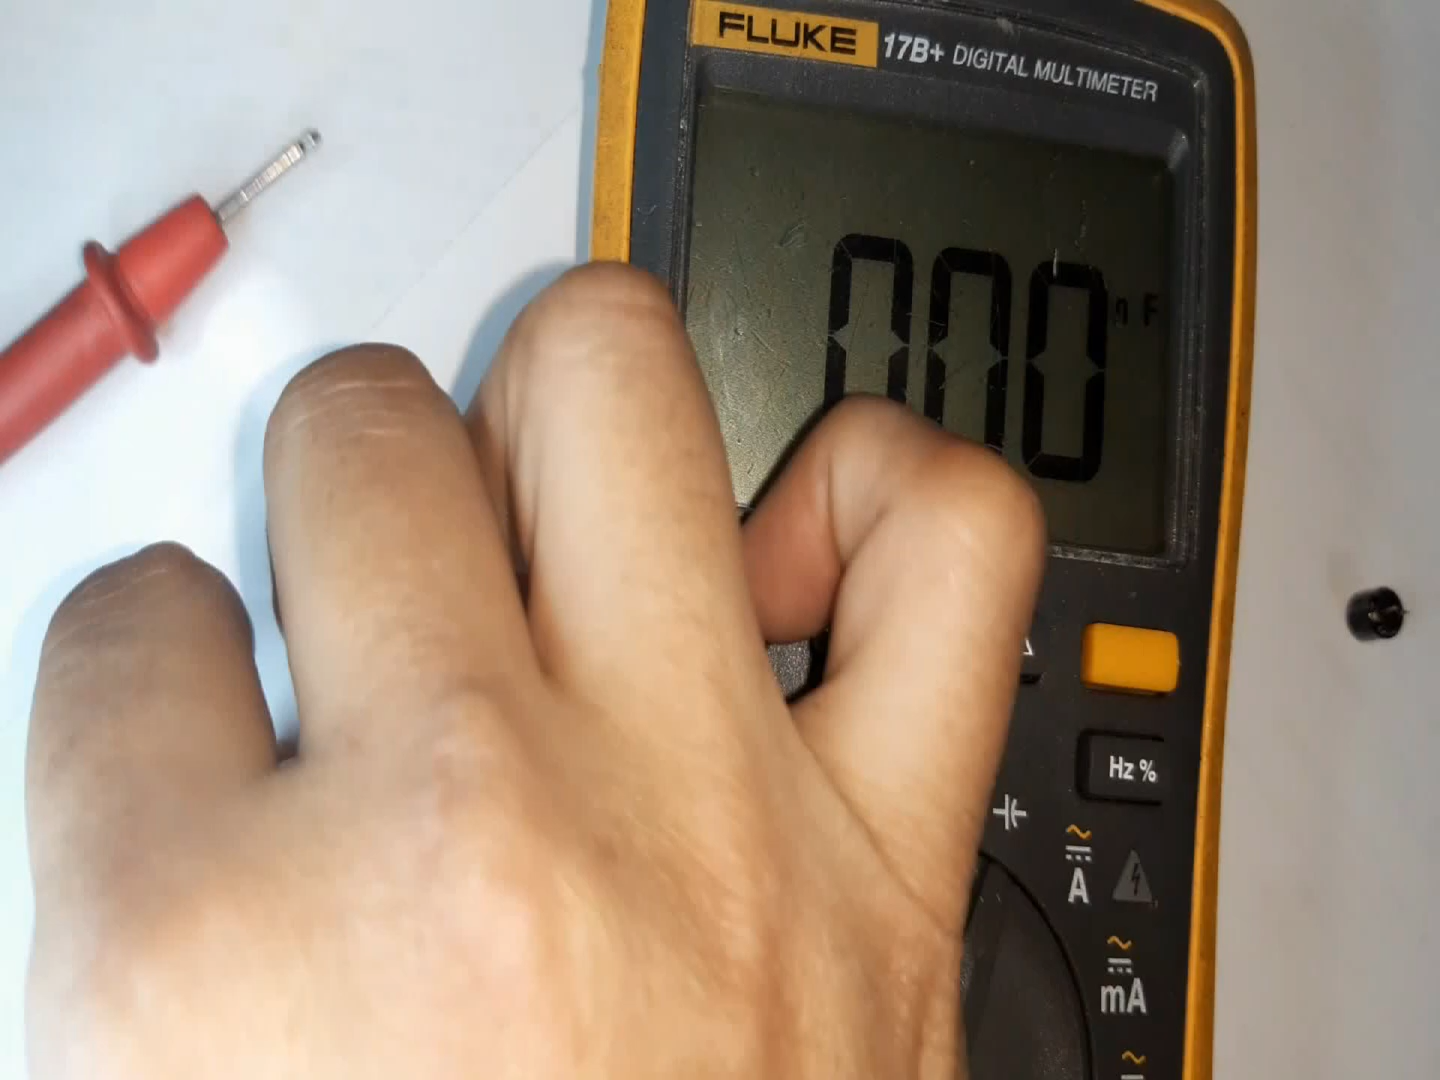 FLUKE 17B+ DIGITAL MULTIMETER
000 nF
Hz %
A
mA